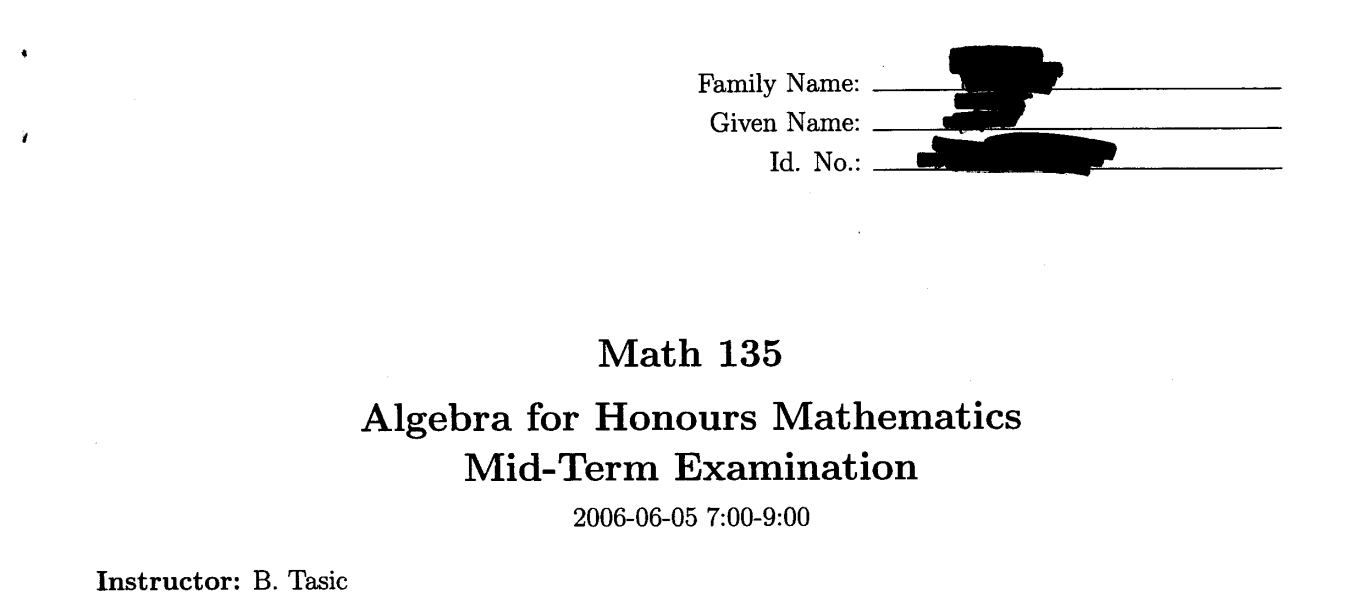 Family Name:
Given Name:
Id. No.:
Math 135
Algebra for Honours Mathematics
Mid-Term Examination
2006-06-05 7:00-9:00
Instructor: B. Tasic